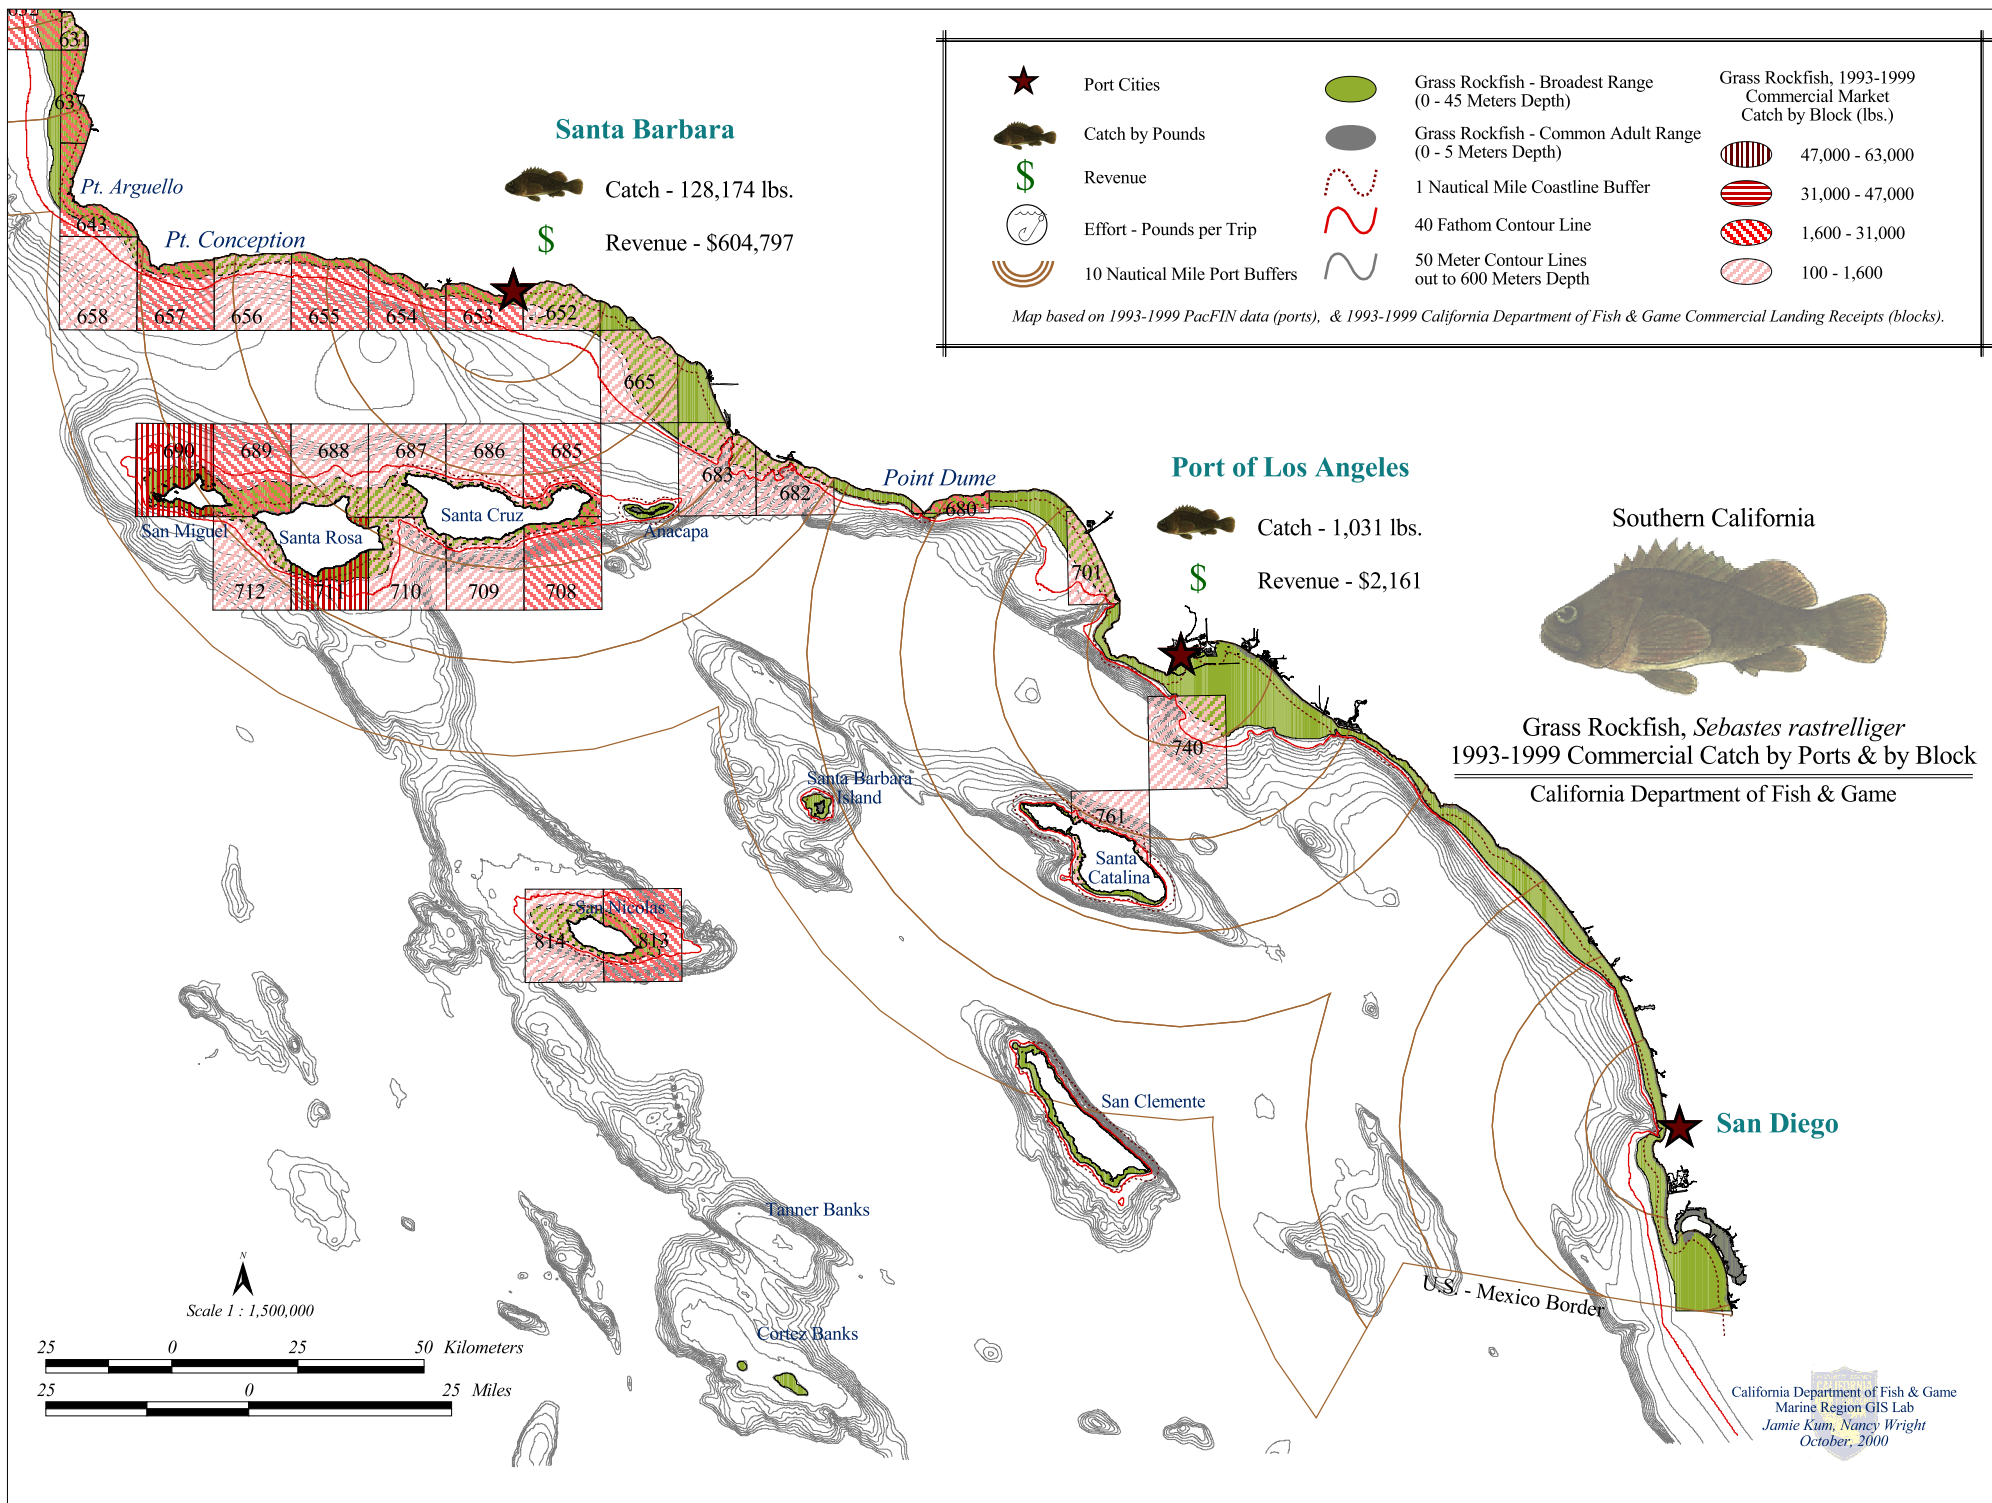 631
637
Pt. Arguello
643
Pt. Conception
658
657
656
655
654
653
652
665
Santa Barbara
Catch - 128,174 lbs.
$
Revenue - $604,797
Port Cities
Catch by Pounds
$
Revenue
Effort - Pounds per Trip
10 Nautical Mile Port Buffers
Grass Rockfish - Broadest Range
(0 - 45 Meters Depth)
Grass Rockfish - Common Adult Range
(0 - 5 Meters Depth)
1 Nautical Mile Coastline Buffer
40 Fathom Contour Line
50 Meter Contour Lines
out to 600 Meters Depth
Grass Rockfish, 1993-1999
Commercial Market
Catch by Block (lbs.)
47,000 - 63,000
31,000 - 47,000
1,600 - 31,000
100 - 1,600
Map based on 1993-1999 PacFIN data (ports), & 1993-1999 California Department of Fish & Game Commercial Landing Receipts (blocks).
690
689
688
687
686
685
683
682
Point Dume
680
San Miguel
Santa Rosa
Santa Cruz
Anacapa
712
710
709
708
701
Port of Los Angeles
Catch - 1,031 lbs.
$
Revenue - $2,161
Southern California
Grass Rockfish, Sebastes rastrelliger
1993-1999 Commercial Catch by Ports & by Block
California Department of Fish & Game
740
Santa Barbara
Island
761
Santa
Catalina
San Nicolas
814
813
San Clemente
San Diego
Tanner Banks
Cortez Banks
U.S. - Mexico Border
N
Scale 1 : 1,500,000
25 0 25 50 Kilometers
25 0 25 Miles
California Department of Fish & Game
Marine Region GIS Lab
Jamie Kum, Nancy Wright
October, 2000